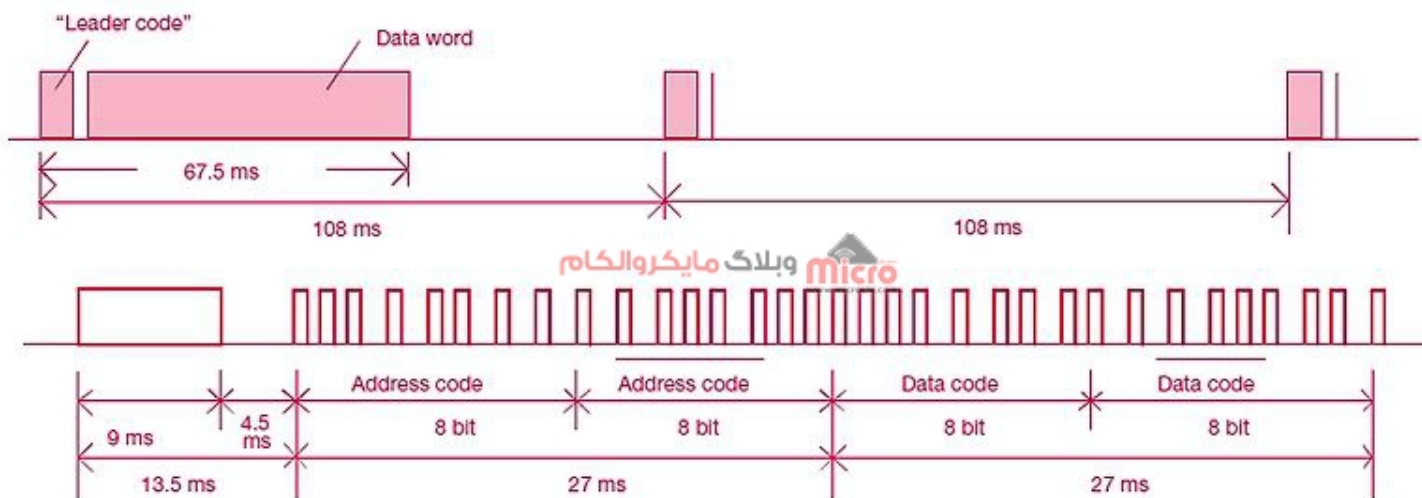 “Leader code”
Data word
67.5 ms
108 ms
108 ms
وبلاگ مایکروالکام
micro
Address code
Address code
Data code
Data code
9 ms
4.5 ms
8 bit
8 bit
8 bit
8 bit
13.5 ms
27 ms
27 ms